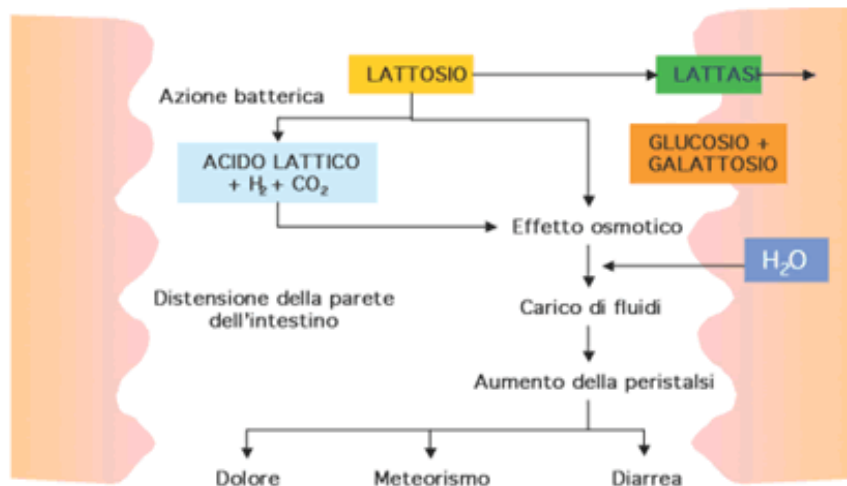 LATTOSIO
LATTASI
Azione batterica
ACIDO LATTICO
+ H₂ + CO₂
GLUCOSIO +
GALATTOSIO
Effetto osmotico
H₂O
Distensione della parete
dell'intestino
Carico di fluidi
Aumento della peristalsi
Dolore
Meteorismo
Diarrea